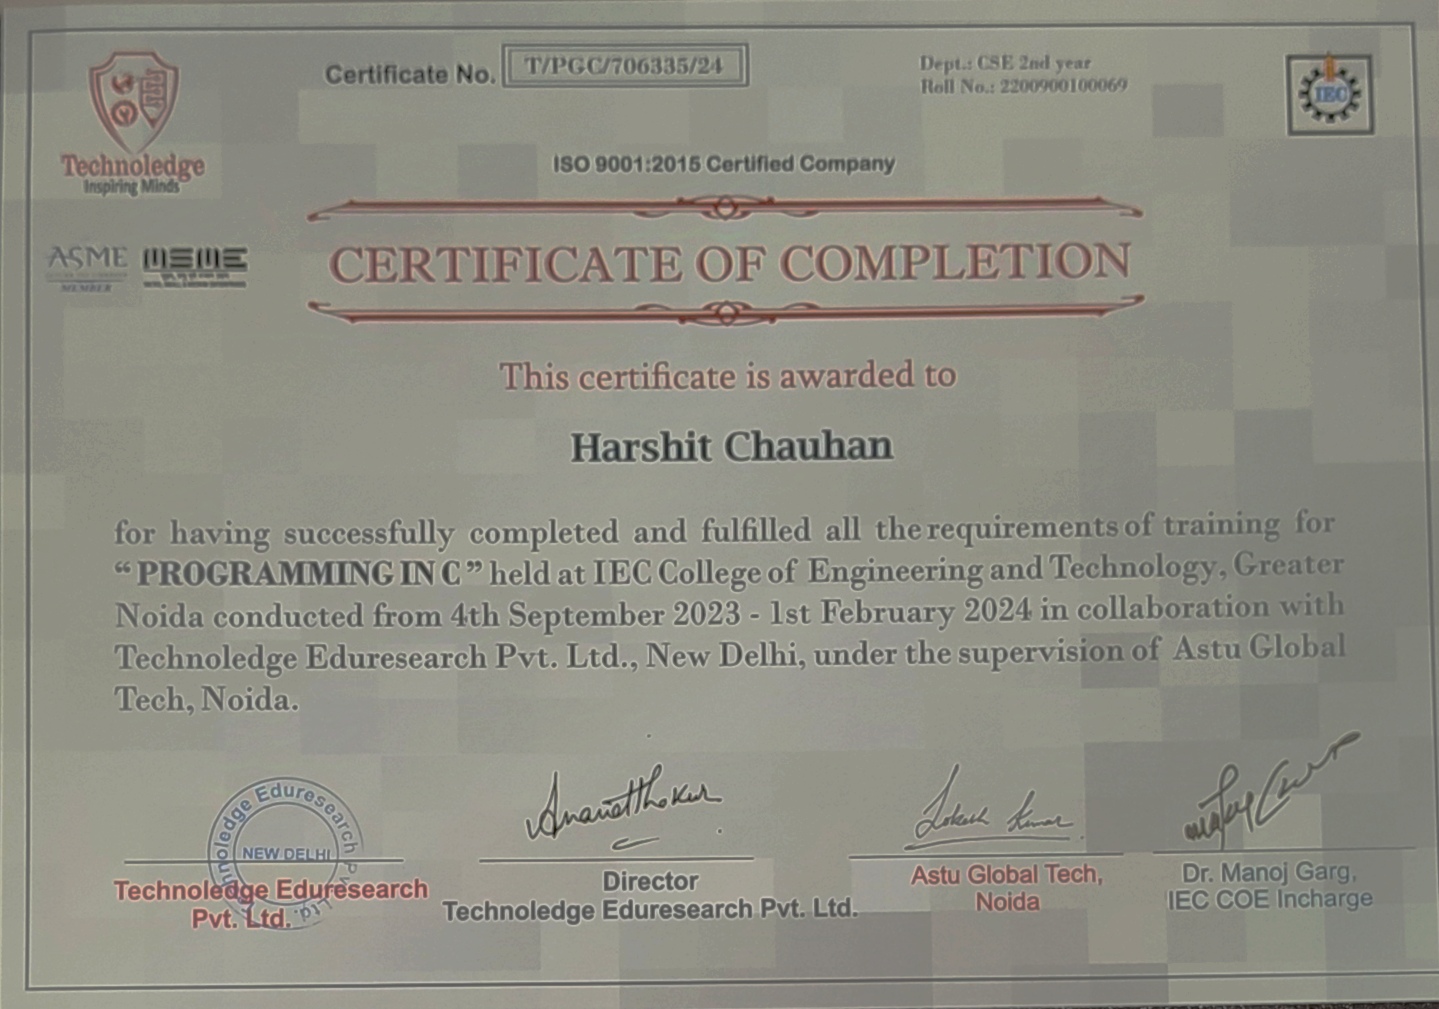 Certificate No. T/PGC/706335/24
Dept.: CSE 2nd year
Roll No.: 2200900100069
IEC
Technoledge
Inspiring Minds
ISO 9001:2015 Certified Company
ASME
MEMBER
MSME
CERTIFICATE OF COMPLETION
This certificate is awarded to
Harshit Chauhan
for having successfully completed and fulfilled all the requirements of training for
“ PROGRAMMING IN C ” held at IEC College of Engineering and Technology, Greater
Noida conducted from 4th September 2023 - 1st February 2024 in collaboration with
Technoledge Eduresearch Pvt. Ltd., New Delhi, under the supervision of Astu Global
Tech, Noida.
Technoledge Eduresearch Pvt. Ltd.
NEW DELHI
Technoledge Eduresearch
Pvt. Ltd.
Director
Technoledge Eduresearch Pvt. Ltd.
Lokesh Kumar
Astu Global Tech,
Noida
Dr. Manoj Garg,
IEC COE Incharge